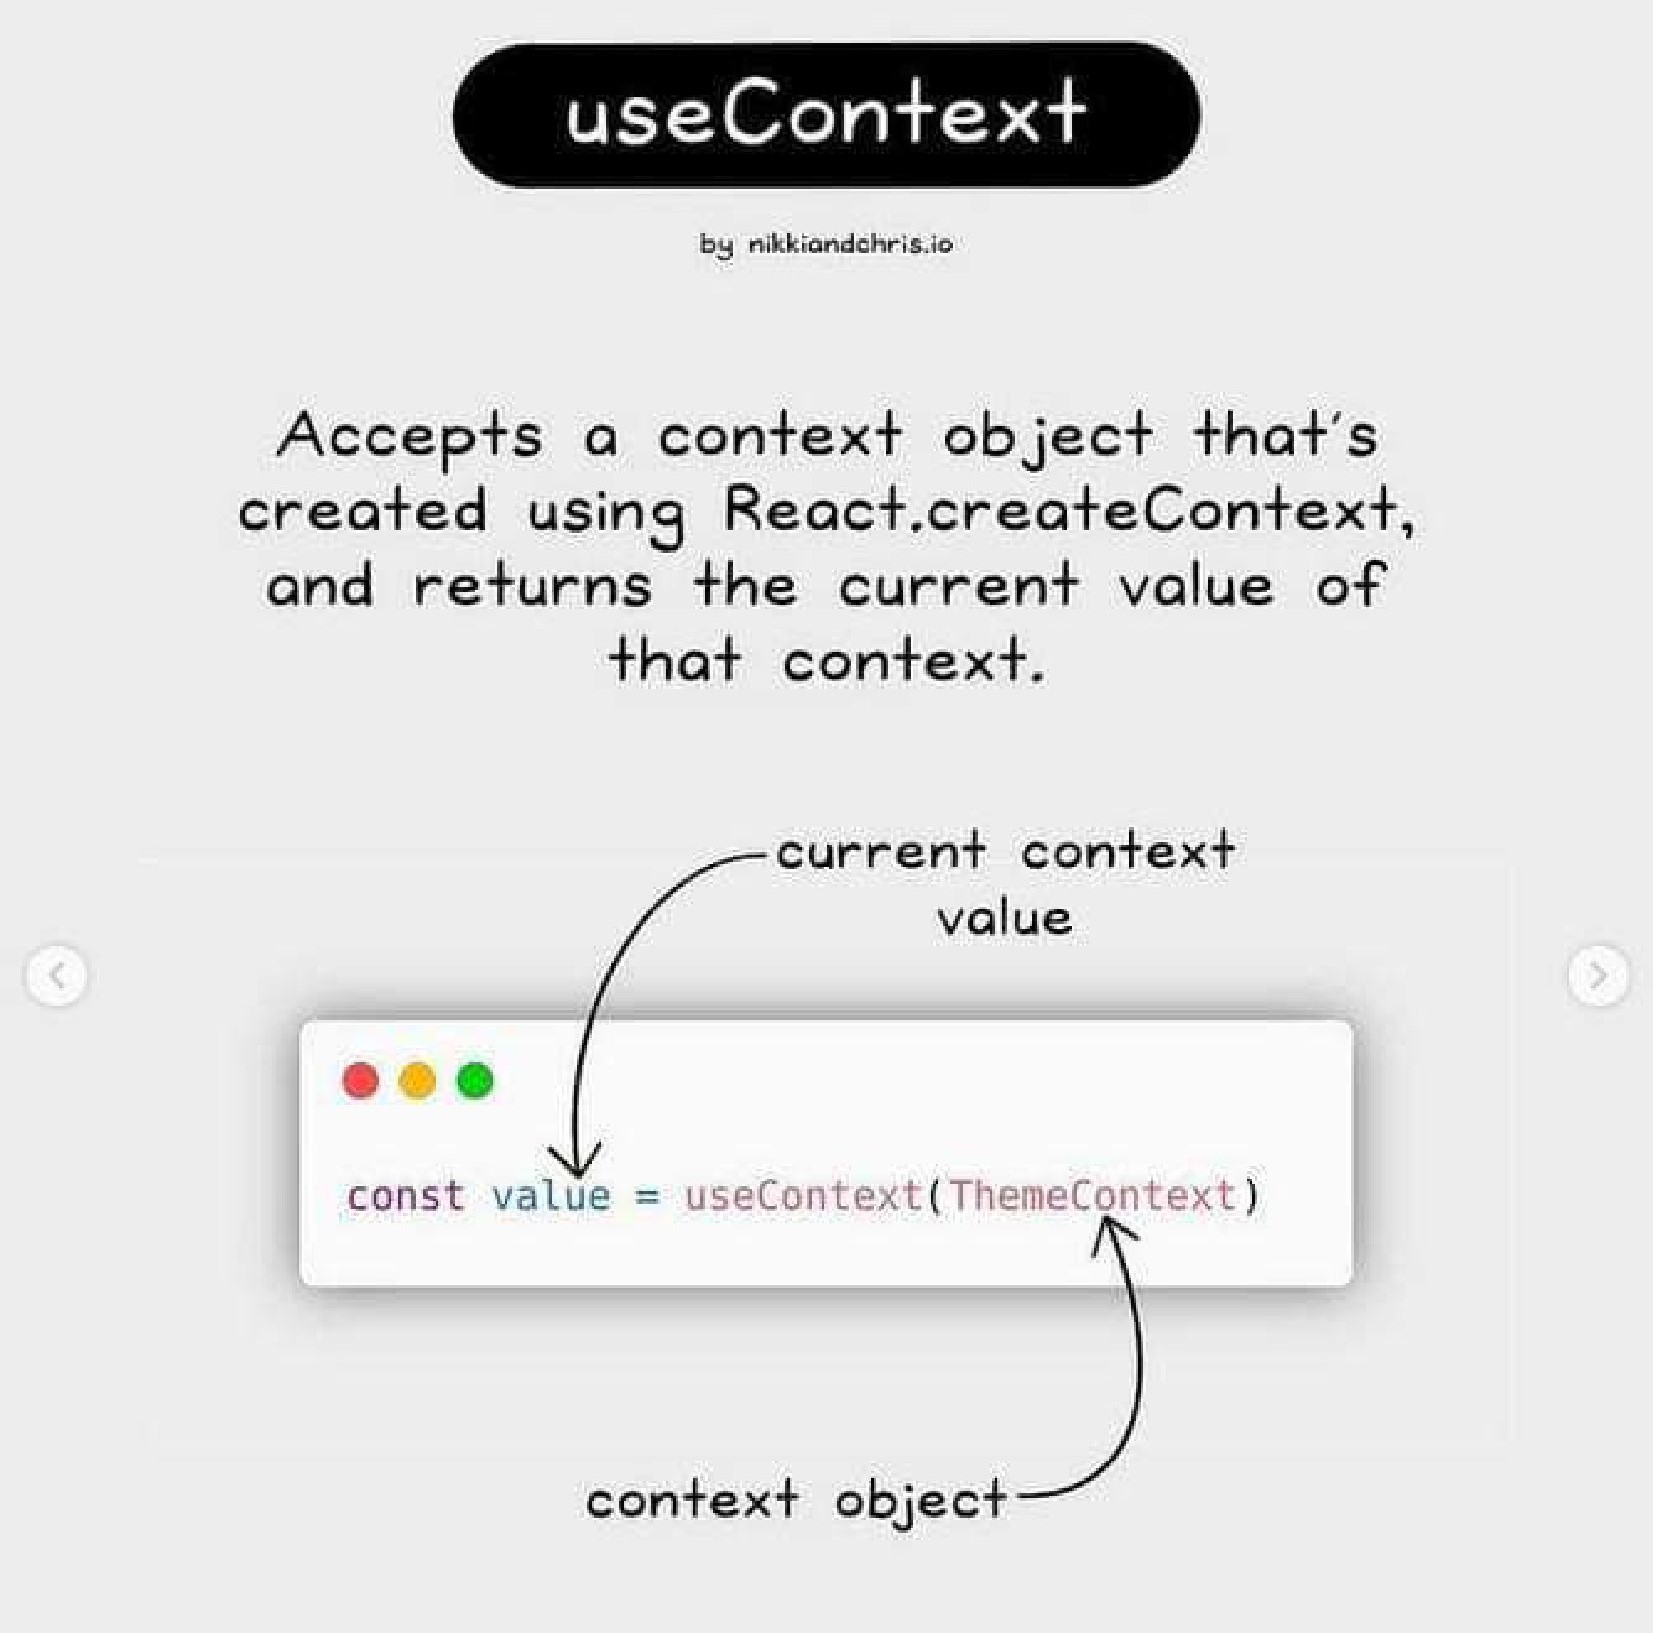 useContext
by nikkiandchris.io
Accepts a context object that's
created using React.createContext,
and returns the current value of
that context.
current context
value
const value = useContext(ThemeContext)
context object